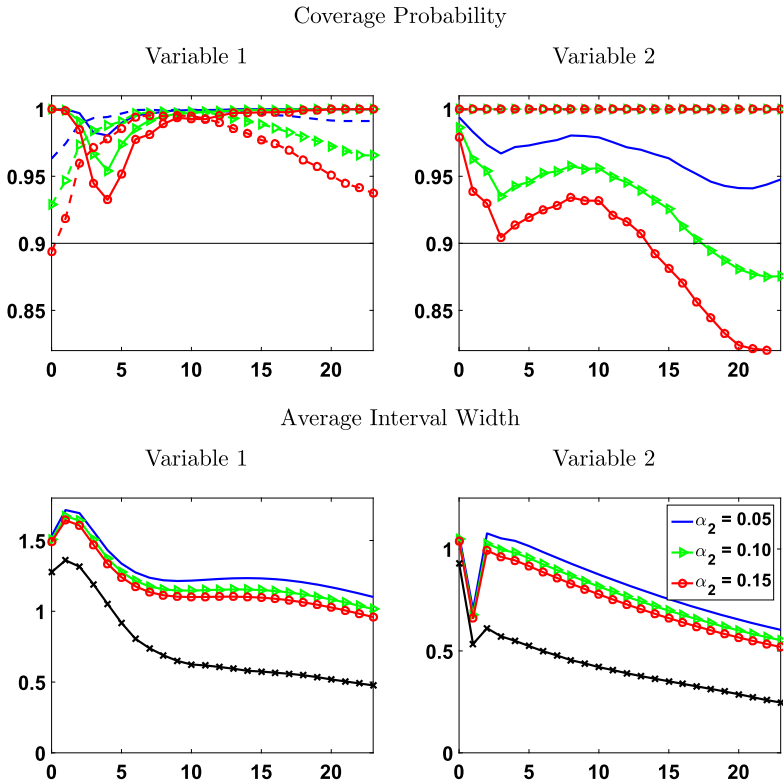 Coverage Probability
Variable 1
Variable 2
1
0.95
0.9
0.85
0 5 10 15 20
1
0.95
0.9
0.85
0 5 10 15 20
Average Interval Width
Variable 1
Variable 2
1.5
1
0.5
0
0 5 10 15 20
1
0.5
0
0 5 10 15 20
α₂ = 0.05
α₂ = 0.10
α₂ = 0.15